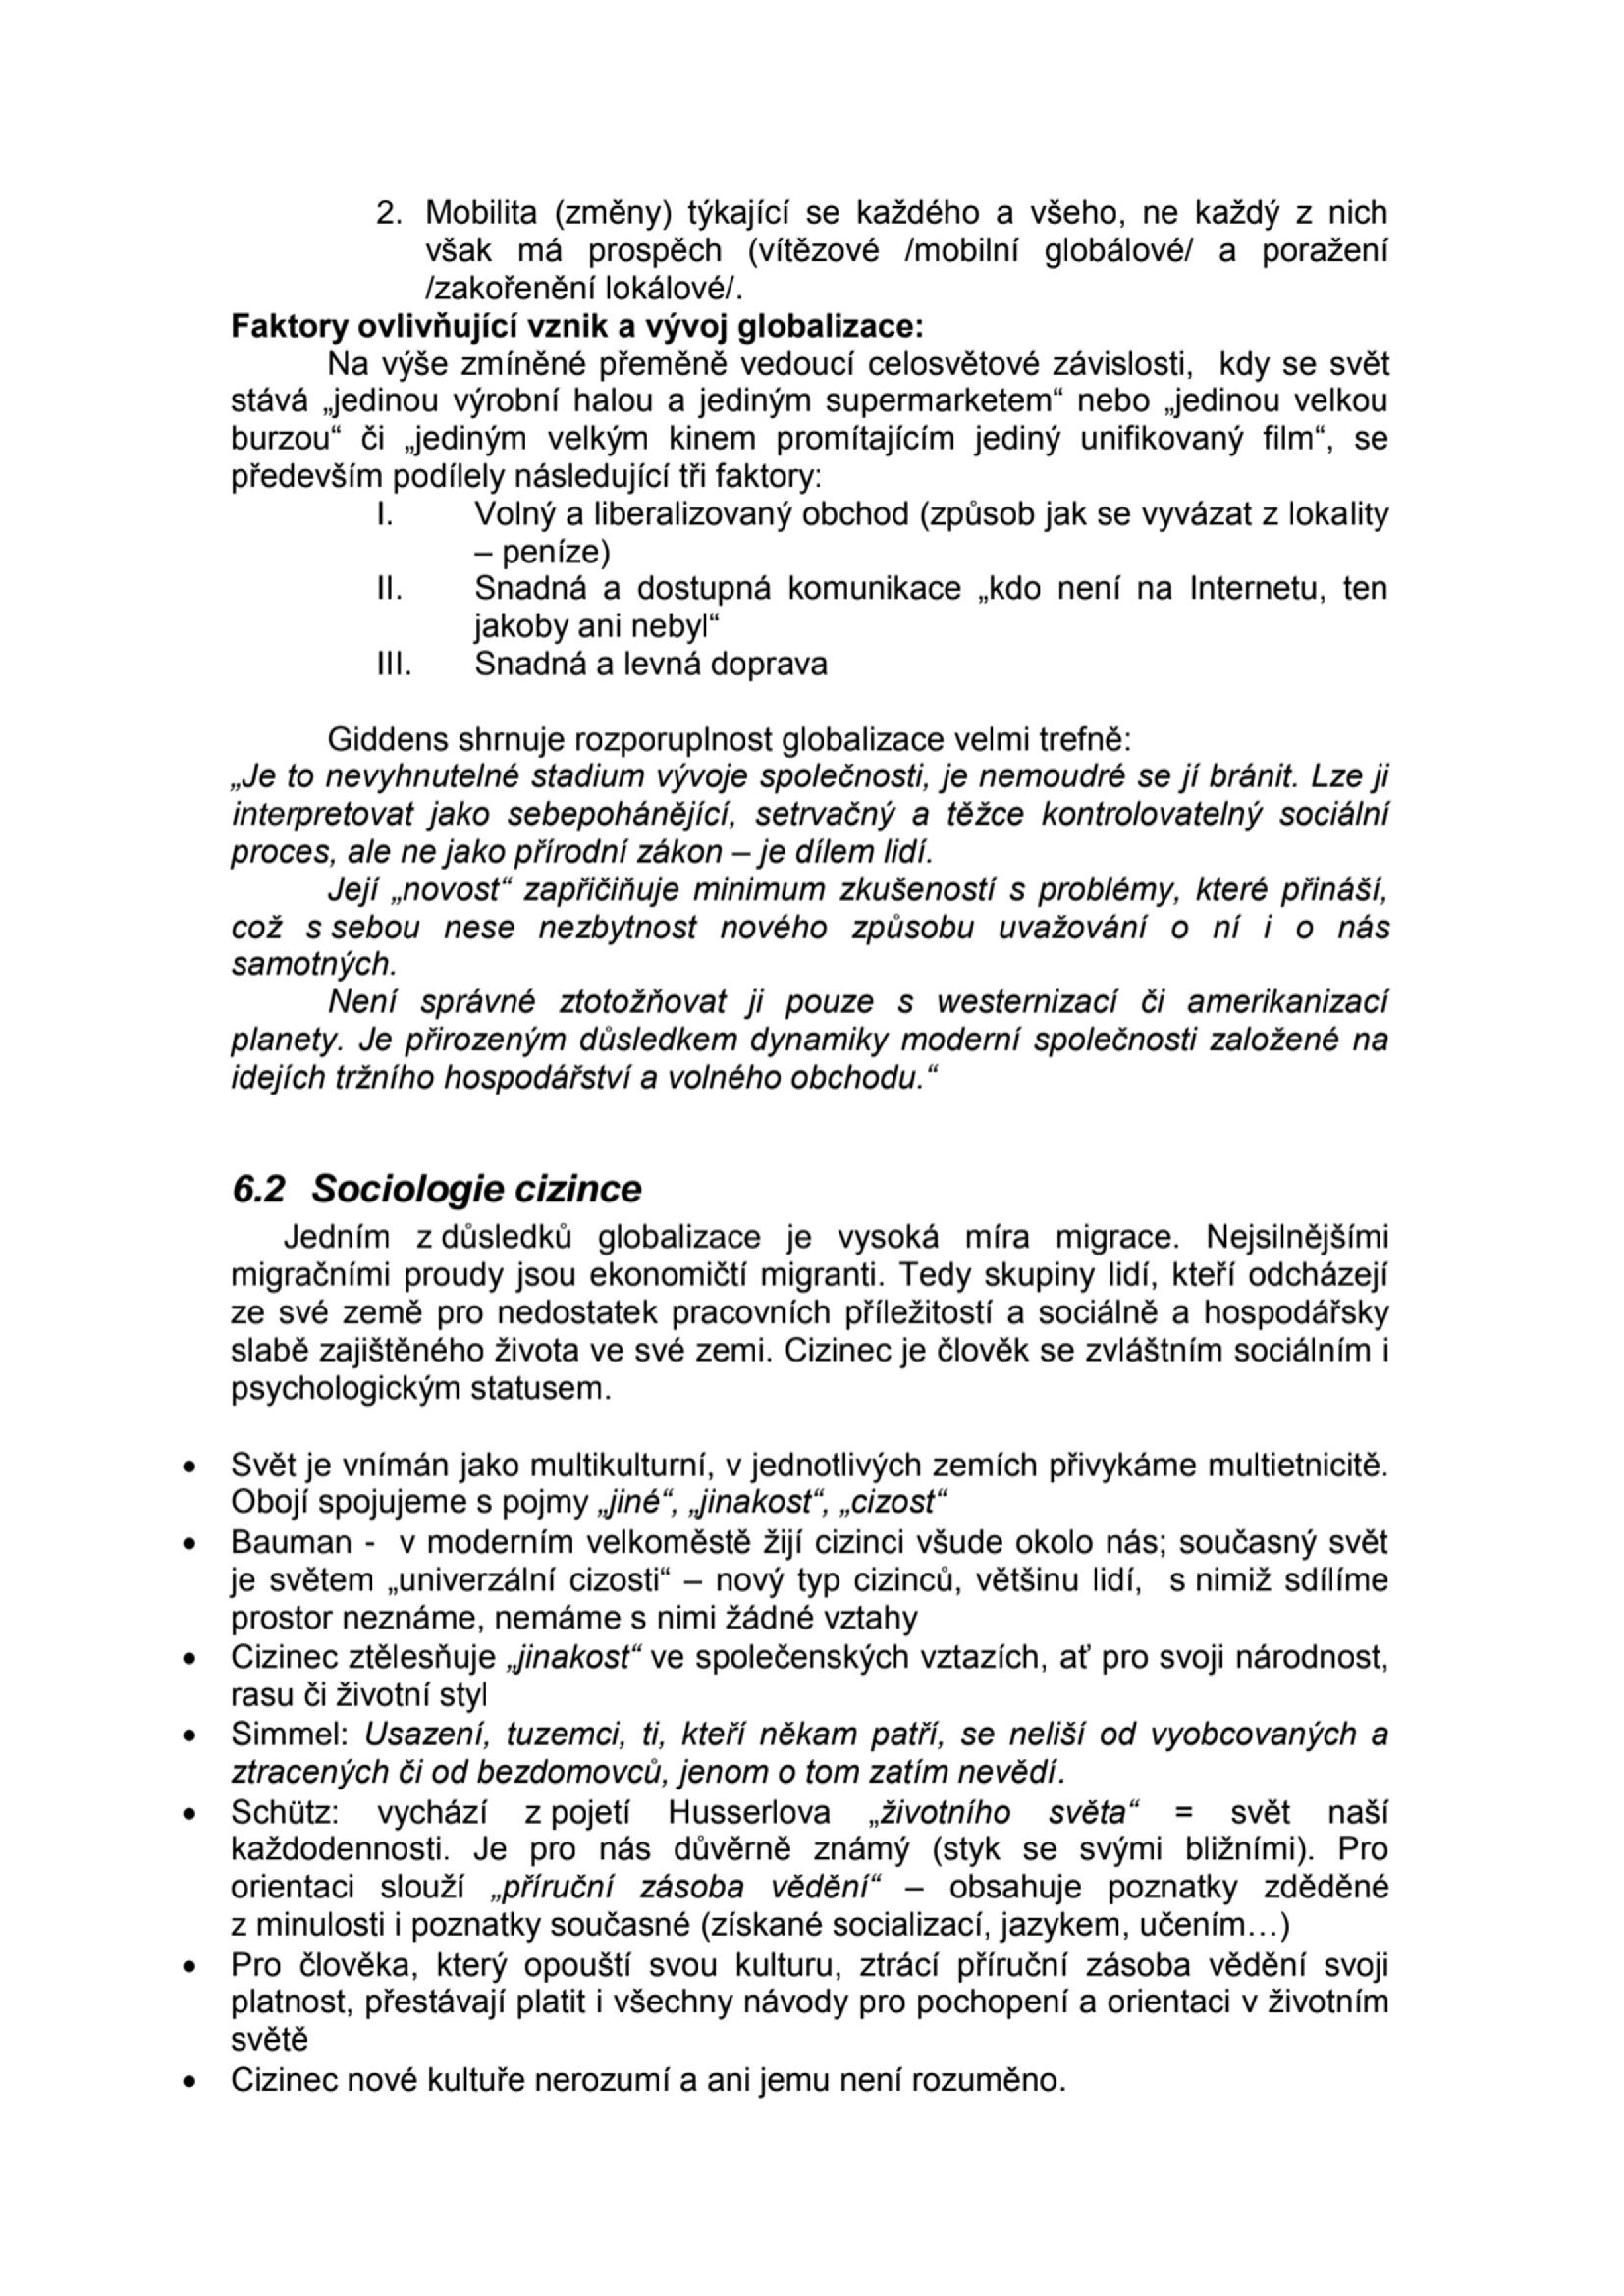 2. Mobilita (změny) týkající se každého a všeho, ne každý z nich
však má prospěch (vítězové /mobilní globálové/ a poražení
/zakořenění lokálové/.
Faktory ovlivňující vznik a vývoj globalizace:
Na výše zmíněné přeměně vedoucí celosvětové závislosti, kdy se svět
stává „jedinou výrobní halou a jediným supermarketem“ nebo „jedinou velkou
burzou“ či „jediným velkým kinem promítajícím jediný unifikovaný film“, se
především podílely následující tři faktory:
I. Volný a liberalizovaný obchod (způsob jak se vyvázat z lokality
– peníze)
II. Snadná a dostupná komunikace „kdo není na Internetu, ten
jakoby ani nebyl“
III. Snadná a levná doprava
Giddens shrnuje rozporuplnost globalizace velmi trefně:
„Je to nevyhnutelné stadium vývoje společnosti, je nemoudré se jí bránit. Lze ji
interpretovat jako sebepohánějící, setrvačný a těžce kontrolovatelný sociální
proces, ale ne jako přírodní zákon – je dílem lidí.
Její „novost“ zapřičiňuje minimum zkušeností s problémy, které přináší,
což s sebou nese nezbytnost nového způsobu uvažování o ní i o nás
samotných.
Není správné ztotožňovat ji pouze s westernizací či amerikanizací
planety. Je přirozeným důsledkem dynamiky moderní společnosti založené na
idejích tržního hospodářství a volného obchodu.“
6.2 Sociologie cizince
Jedním z důsledků globalizace je vysoká míra migrace. Nejsilnějšími
migračními proudy jsou ekonomičtí migranti. Tedy skupiny lidí, kteří odcházejí
ze své země pro nedostatek pracovních příležitostí a sociálně a hospodářsky
slabě zajištěného života ve své zemi. Cizinec je člověk se zvláštním sociálním i
psychologickým statusem.
• Svět je vnímán jako multikulturní, v jednotlivých zemích přivykáme multietnicitě.
Obojí spojujeme s pojmy „jiné“, „jinakost“, „cizost“
• Bauman - v moderním velkoměstě žijí cizinci všude okolo nás; současný svět
je světem „univerzální cizosti“ – nový typ cizinců, většinu lidí, s nimiž sdílíme
prostor neznáme, nemáme s nimi žádné vztahy
• Cizinec ztělesňuje „jinakost“ ve společenských vztazích, ať pro svoji národnost,
rasu či životní styl
• Simmel: Usazení, tuzemci, ti, kteří někam patří, se neliší od vyobcovaných a
ztracených či od bezdomovců, jenom o tom zatím nevědí.
• Schütz: vychází z pojetí Husserlova „životního světa“ = svět naší
každodennosti. Je pro nás důvěrně známý (styk se svými bližními). Pro
orientaci slouží „příruční zásoba vědění“ – obsahuje poznatky zděděné
z minulosti i poznatky současné (získané socializací, jazykem, učením…)
• Pro člověka, který opouští svou kulturu, ztrácí příruční zásoba vědění svoji
platnost, přestávají platit i všechny návody pro pochopení a orientaci v životním
světě
• Cizinec nové kultuře nerozumí a ani jemu není rozuměno.